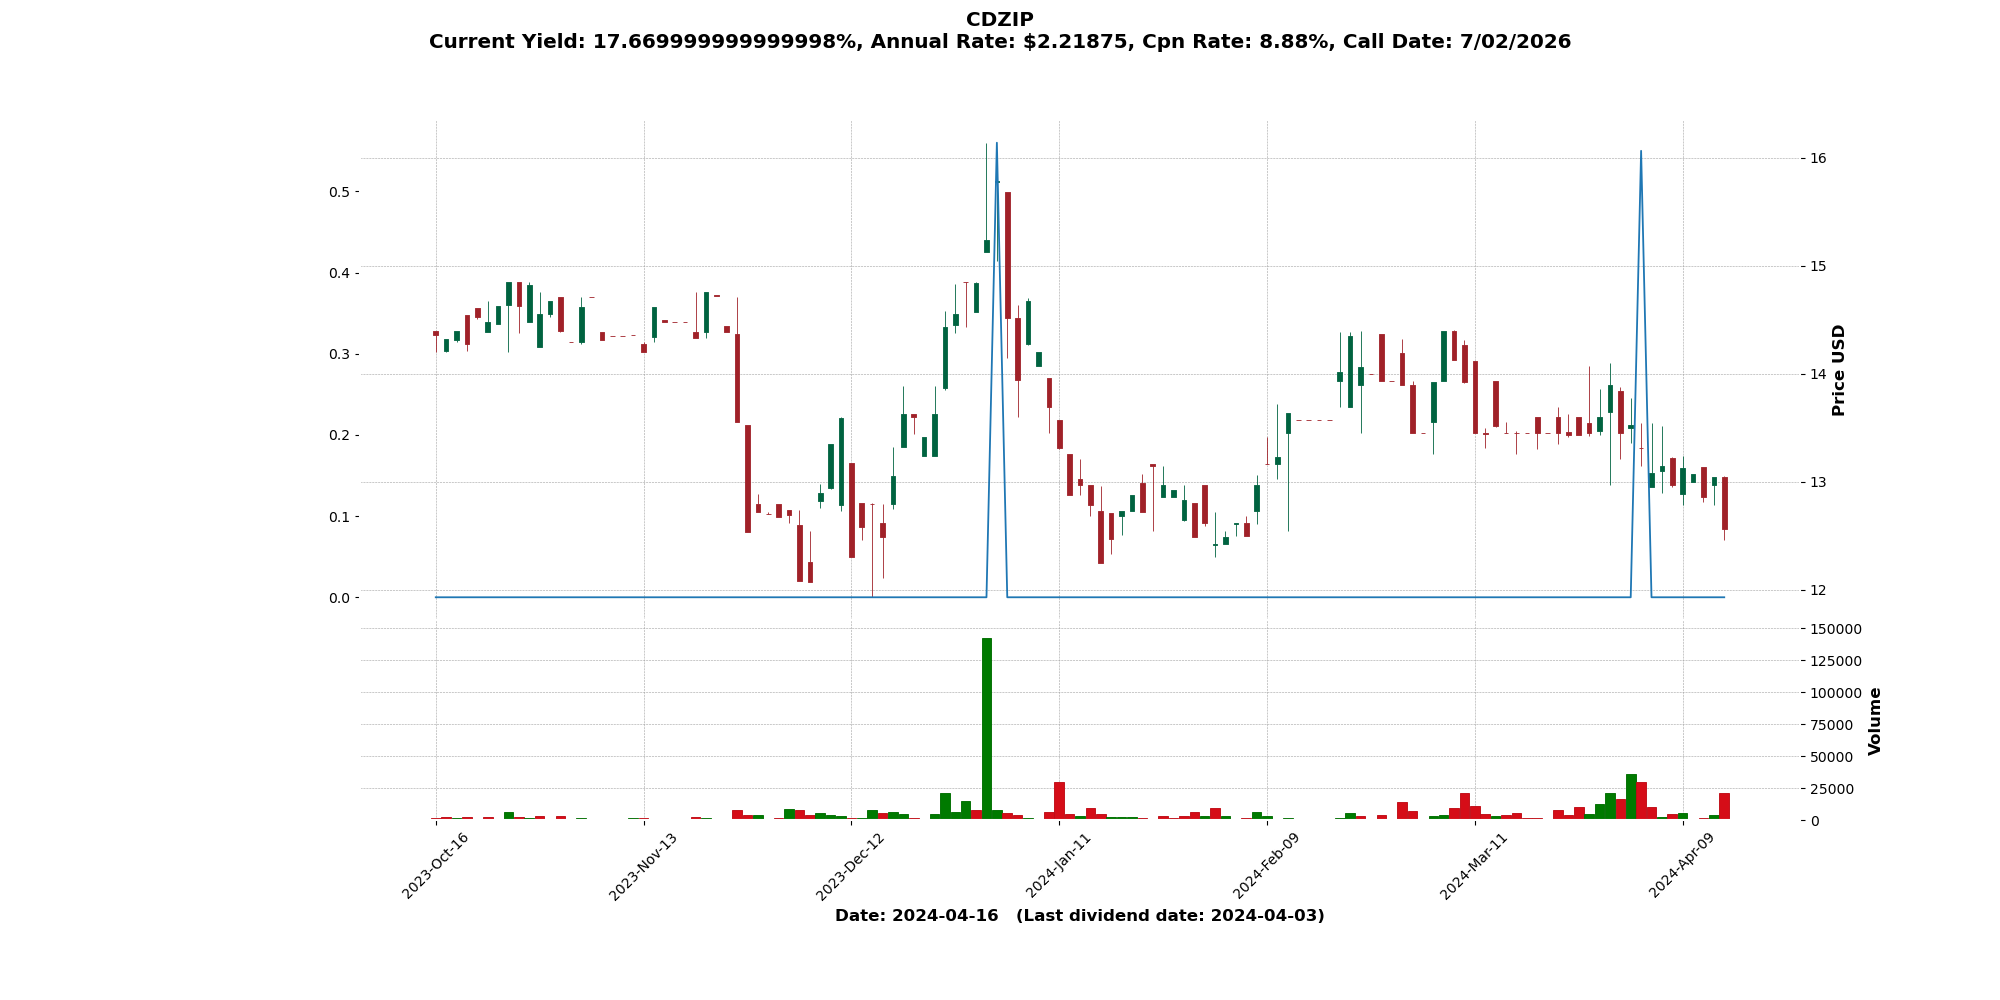 CDZIP
Current Yield: 17.669999999999998%, Annual Rate: $2.21875, Cpn Rate: 8.88%, Call Date: 7/02/2026
0.5
0.4
0.3
0.2
0.1
0.0
16
15
14
13
12
Price USD
150000
125000
100000
75000
50000
25000
0
Volume
2023-Oct-16
2023-Nov-13
2023-Dec-12
2024-Jan-11
2024-Feb-09
2024-Mar-11
2024-Apr-09
Date: 2024-04-16 (Last dividend date: 2024-04-03)